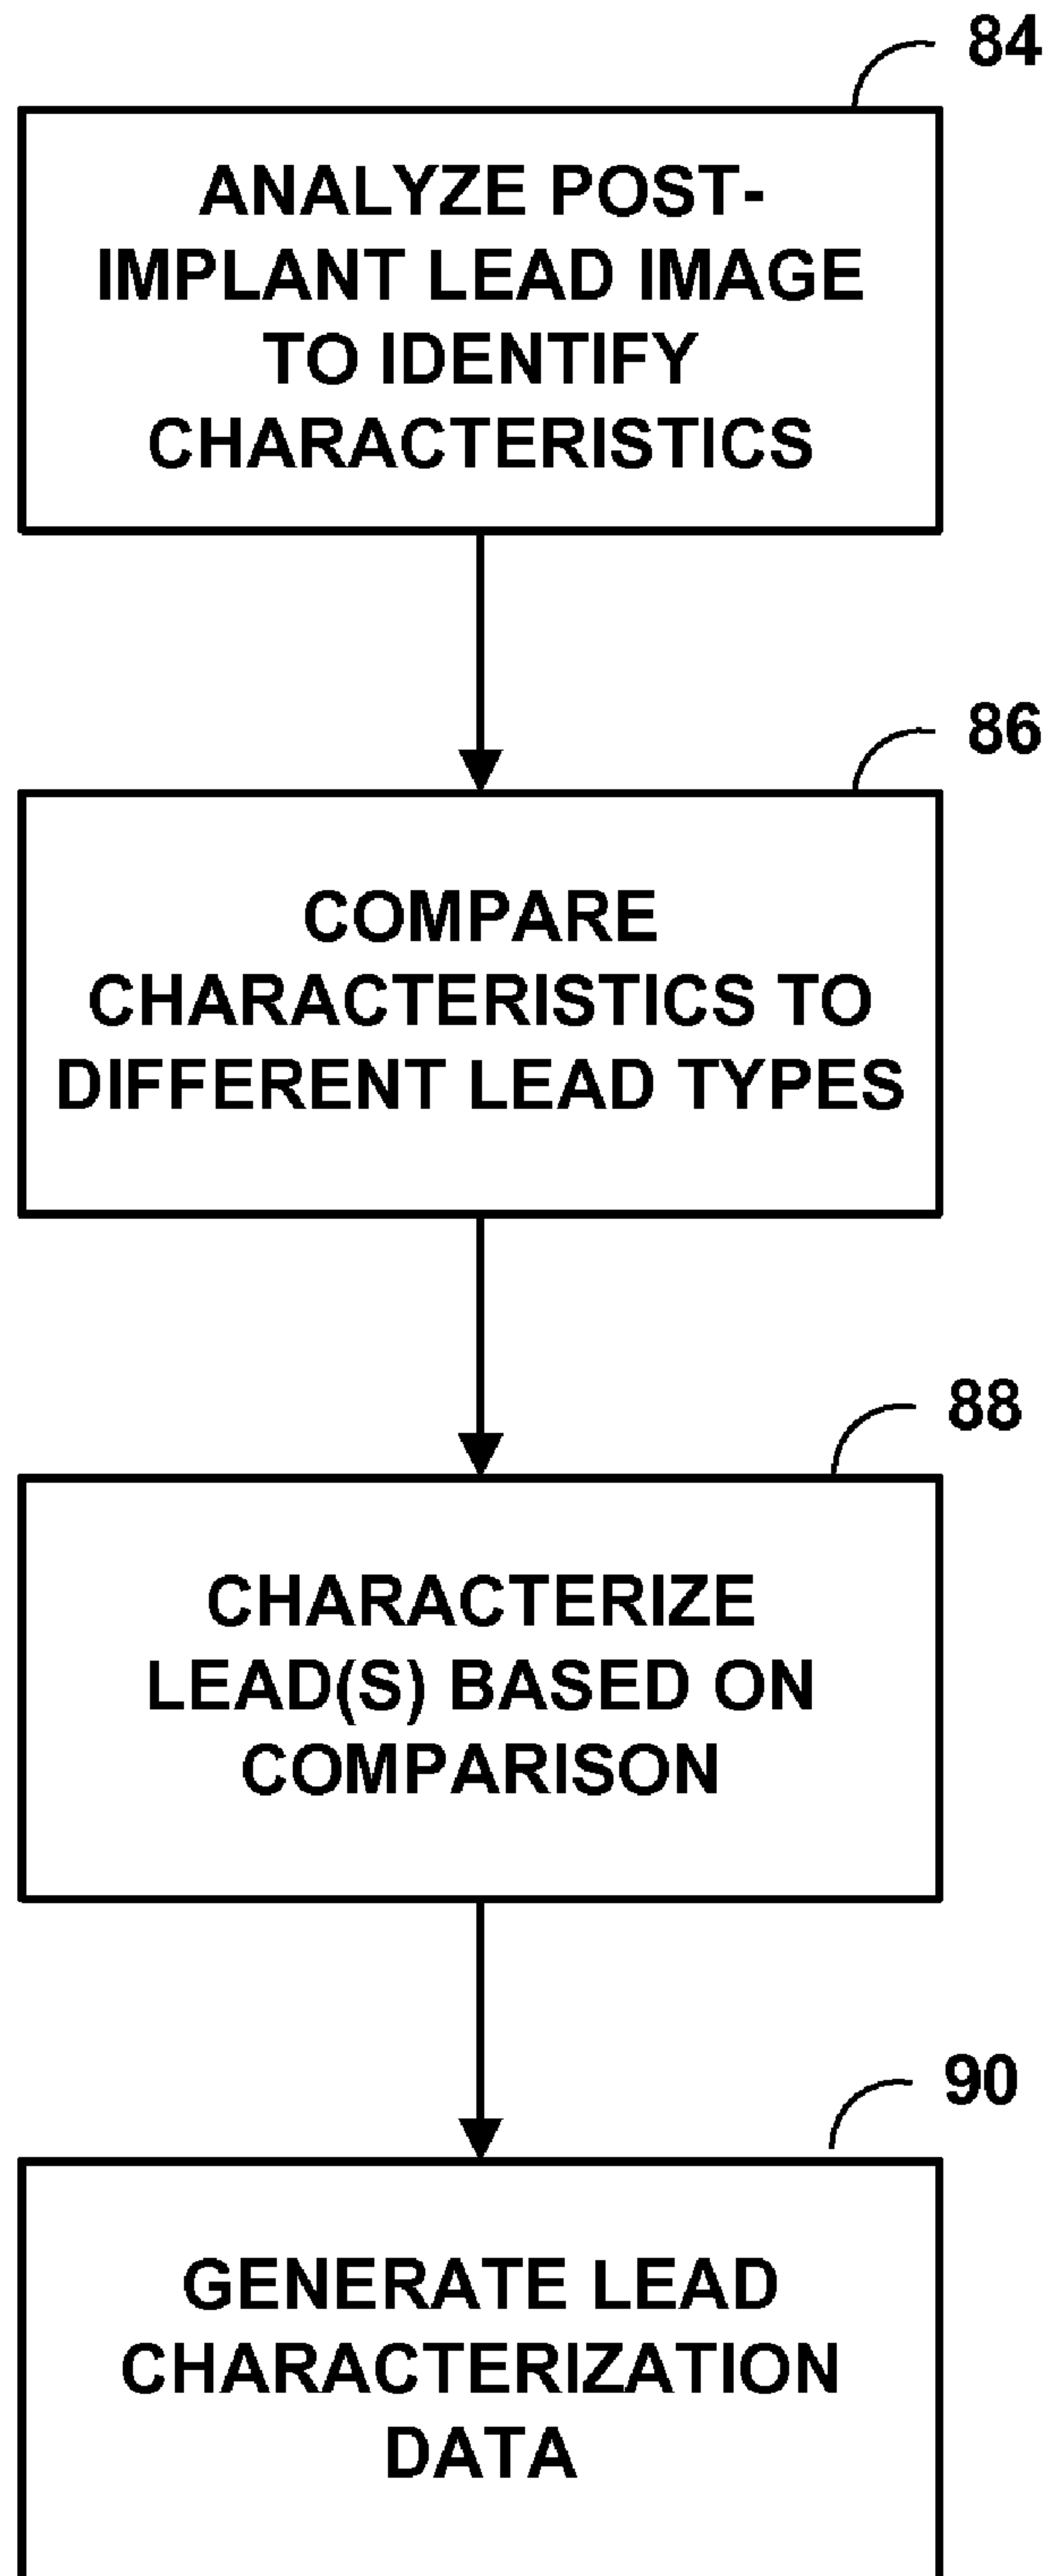 84
ANALYZE POST-
IMPLANT LEAD IMAGE
TO IDENTIFY
CHARACTERISTICS
86
COMPARE
CHARACTERISTICS TO
DIFFERENT LEAD TYPES
88
CHARACTERIZE
LEAD(S) BASED ON
COMPARISON
90
GENERATE LEAD
CHARACTERIZATION
DATA